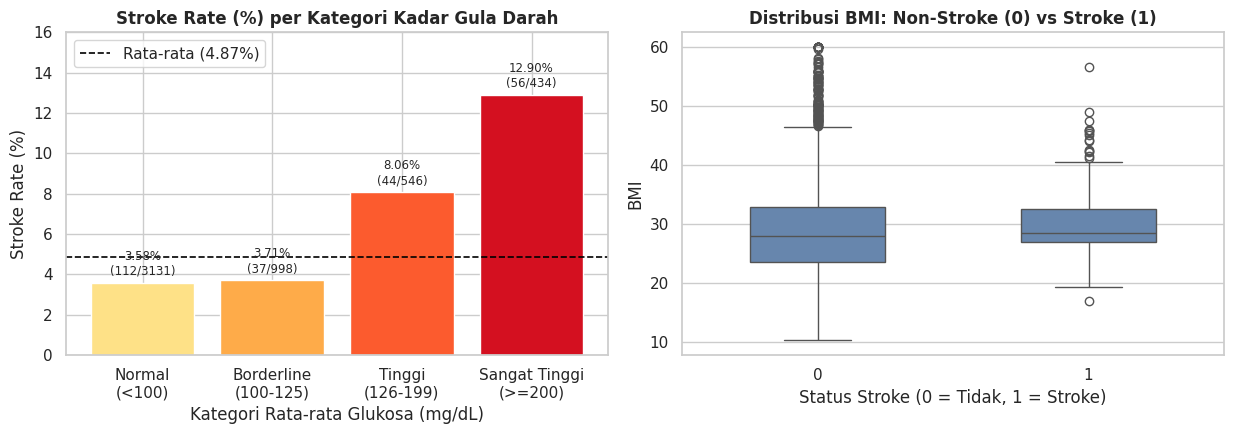 Stroke Rate (%) per Kategori Kadar Gula Darah
Rata-rata (4.87%)
Stroke Rate (%)
16
14
12
10
8
6
4
2
0
3.58%
(112/3131)
3.71%
(37/998)
8.06%
(44/546)
12.90%
(56/434)
Normal
(<100)
Borderline
(100-125)
Tinggi
(126-199)
Sangat Tinggi
(>=200)
Kategori Rata-rata Glukosa (mg/dL)
Distribusi BMI: Non-Stroke (0) vs Stroke (1)
BMI
60
50
40
30
20
10
0
1
Status Stroke (0 = Tidak, 1 = Stroke)